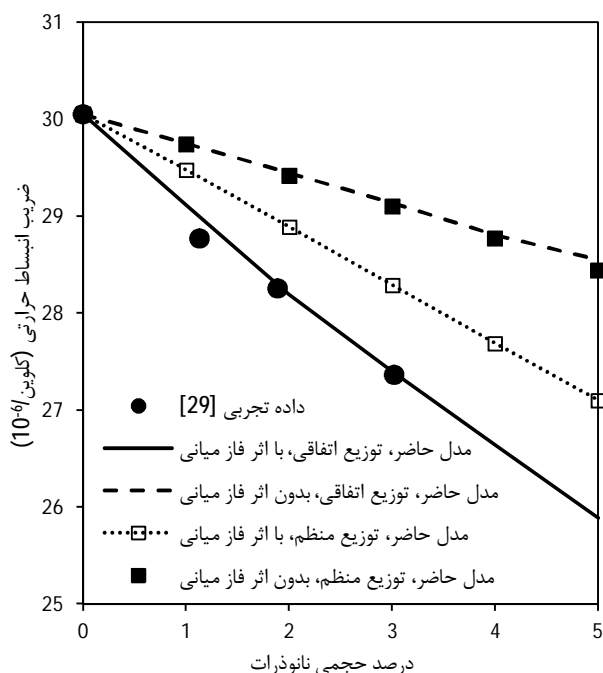 31
30
29
28
27
26
25
ضریب انبساط حرارتی (کلوین/10-6)
داده تجربی [29]
مدل حاضر، توزیع اتفاقی، با اثر فاز میانی
مدل حاضر، توزیع اتفاقی، بدون اثر فاز میانی
مدل حاضر، توزیع منظم، با اثر فاز میانی
مدل حاضر، توزیع منظم، بدون اثر فاز میانی
0 1 2 3 4 5
درصد حجمی نانوذرات